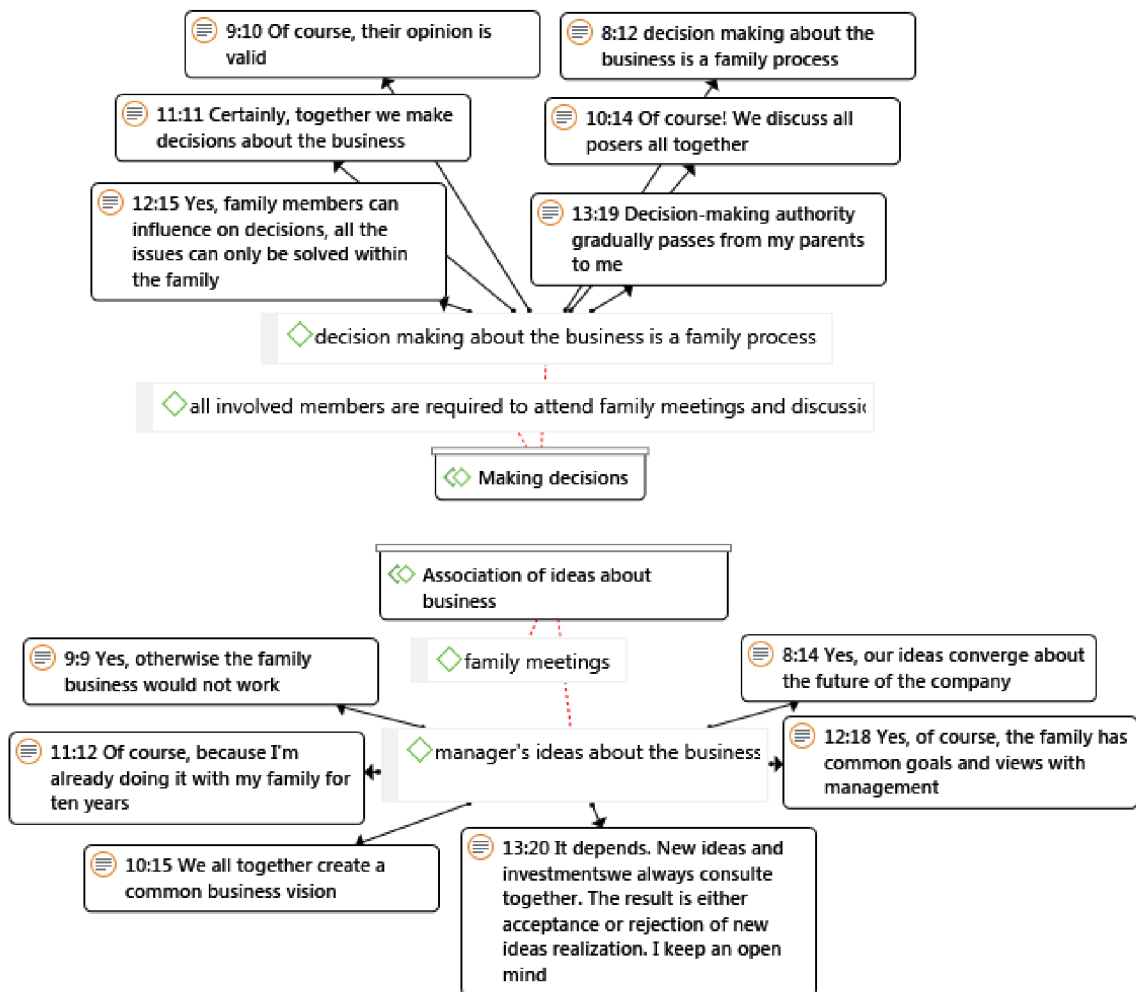 9:10 Of course, their opinion is
valid
8:12 decision making about the
business is a family process
11:11 Certainly, together we make
decisions about the business
10:14 Of course! We discuss all
posers all together
12:15 Yes, family members can
influence on decisions, all the
issues can only be solved within
the family
13:19 Decision-making authority
gradually passes from my parents
to me
decision making about the business is a family process
all involved members are required to attend family meetings and discussi
Making decisions
Association of ideas about
business
family meetings
9:9 Yes, otherwise the family
business would not work
8:14 Yes, our ideas converge about
the future of the company
manager's ideas about the business
11:12 Of course, because I'm
already doing it with my family for
ten years
12:18 Yes, of course, the family has
common goals and views with
management
10:15 We all together create a
common business vision
13:20 It depends. New ideas and
investmentswe always consulte
together. The result is either
acceptance or rejection of new
ideas realization. I keep an open
mind